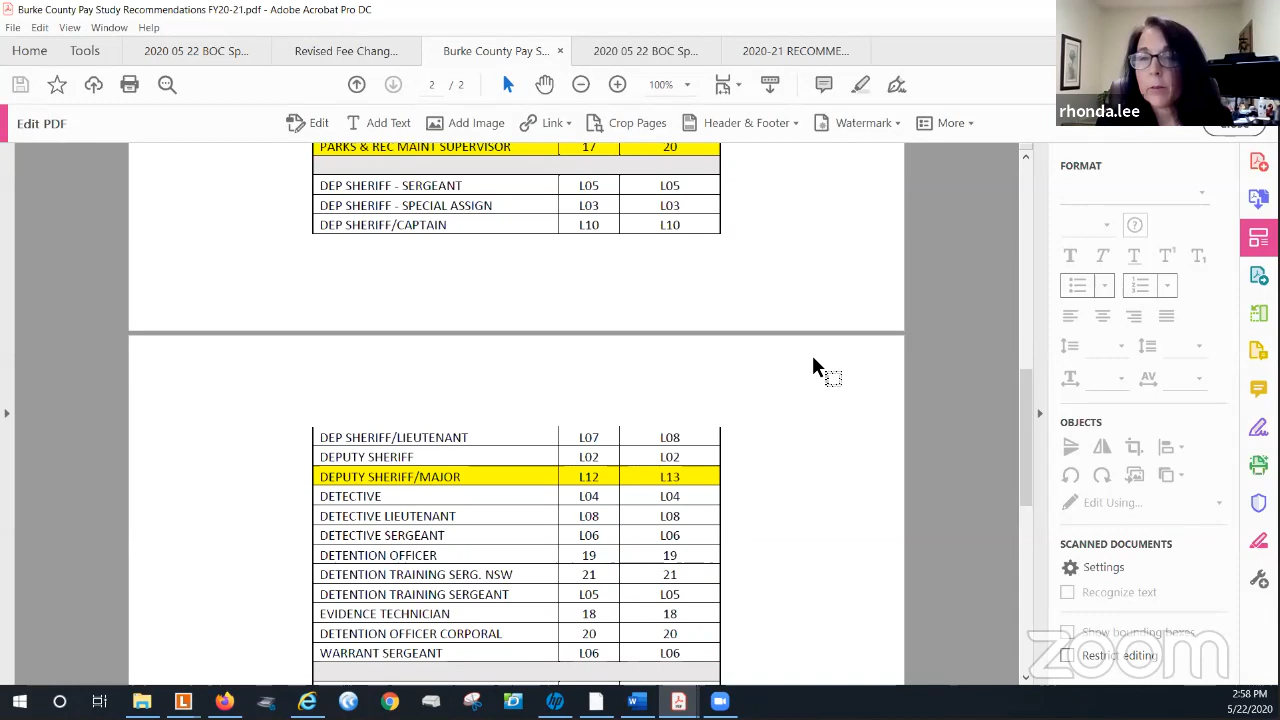 Burke County Pay Study Recommendations FY20-21.pdf - Adobe Acrobat Pro DC
File Edit View Window Help
Home Tools 2020 05 22 BOC Sp... Revised Fee Chang... Burke County Pay S... × 2020 05 22 BOC Sp... 2020-21 RECOMME...
2 / 2 100%
Edit PDF Edit Add Image Link Crop Pages Header & Footer Watermark More
rhonda.lee
PARKS & REC MAINT SUPERVISOR 17 20
DEP SHERIFF - SERGEANT L05 L05
DEP SHERIFF - SPECIAL ASSIGN L03 L03
DEP SHERIFF/CAPTAIN L10 L10
DEP SHERIFF/LIEUTENANT L07 L08
DEPUTY SHERIFF L02 L02
DEPUTY SHERIFF/MAJOR L12 L13
DETECTIVE L04 L04
DETECTIVE LIEUTENANT L08 L08
DETECTIVE SERGEANT L06 L06
DETENTION OFFICER 19 19
DETENTION TRAINING SERG. NSW 21 21
DETENTION TRAINING SERGEANT L05 L05
EVIDENCE TECHNICIAN 18 18
DETENTION OFFICER CORPORAL 20 20
WARRANT SERGEANT L06 L06
FORMAT
OBJECTS
Edit Using...
SCANNED DOCUMENTS
Settings
Recognize text
Show bounding boxes
Restrict editing
zoom
2:58 PM
5/22/2020